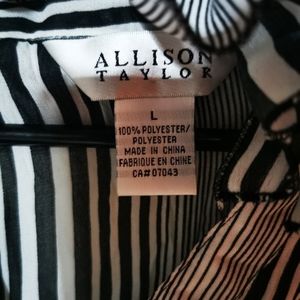 ALLISON
TAYLOR
L
100% POLYESTER/
POLYESTER
MADE IN CHINA
FABRIQUE EN CHINE
CA#07043